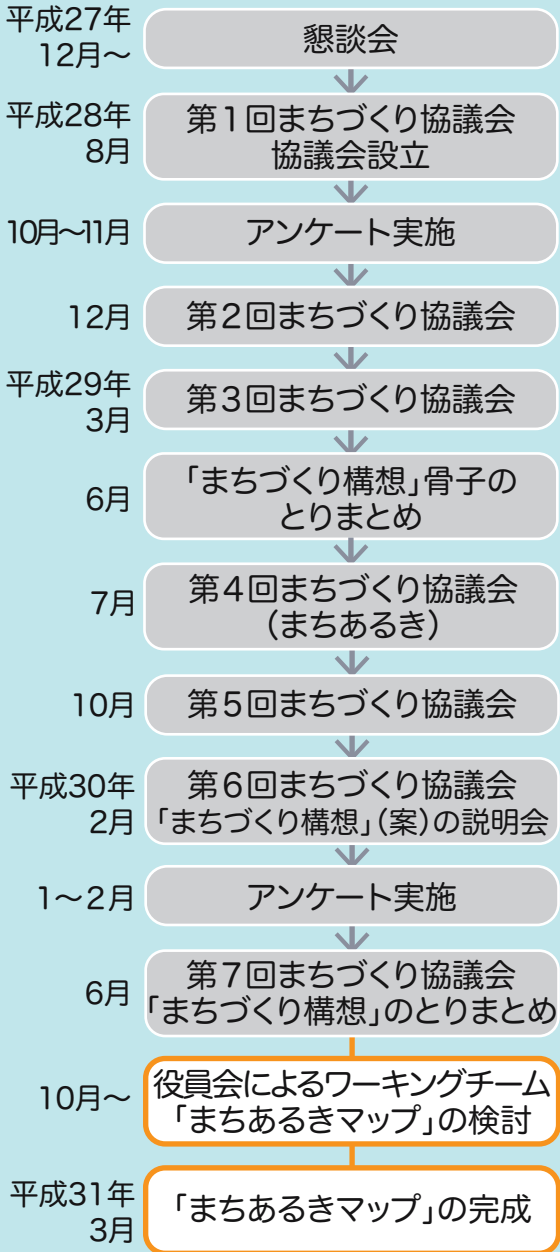 平成27年
12月～
懇談会
平成28年
8月
第1回まちづくり協議会
協議会設立
10月～11月
アンケート実施
12月
第2回まちづくり協議会
平成29年
3月
第3回まちづくり協議会
6月
「まちづくり構想」骨子の
とりまとめ
7月
第4回まちづくり協議会
（まちあるき）
10月
第5回まちづくり協議会
平成30年
2月
第6回まちづくり協議会
「まちづくり構想」（案）の説明会
1～2月
アンケート実施
6月
第7回まちづくり協議会
「まちづくり構想」のとりまとめ
10月～
役員会によるワーキングチーム
「まちあるきマップ」の検討
平成31年
3月
「まちあるきマップ」の完成